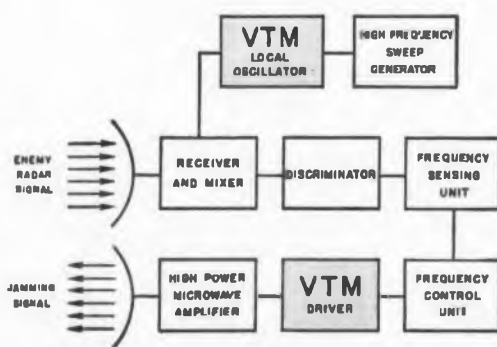 VTM
LOCAL
OSCILLATOR
HIGH FREQUENCY
SWEEP
GENERATOR
ENEMY
RADAR
SIGNAL
RECEIVER
AND MIXER
DISCRIMINATOR
FREQUENCY
SENSING
UNIT
JAMMING
SIGNAL
HIGH POWER
MICROWAVE
AMPLIFIER
VTM
DRIVER
FREQUENCY
CONTROL
UNIT